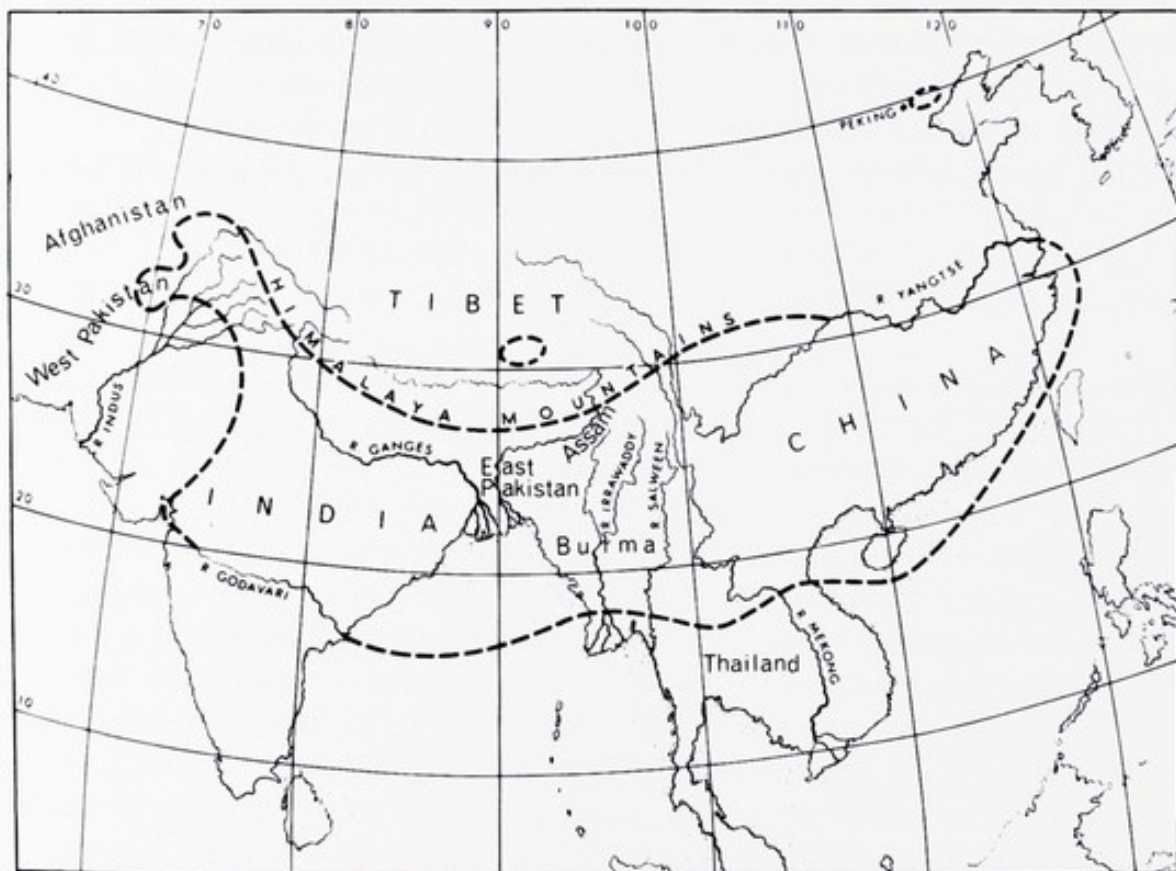 70 80 90 100 110 120
40
PEKING
Afghanistan
30
West Pakistan
HIMALAYA MOUNTAINS
TIBET
R YANGTSE
R INDUS
R GANGES
Assam
East
Pakistan
R IRRAWADDY
R SALWEEN
CHINA
20
INDIA
Burma
R GODAVARI
R MEKONG
Thailand
10